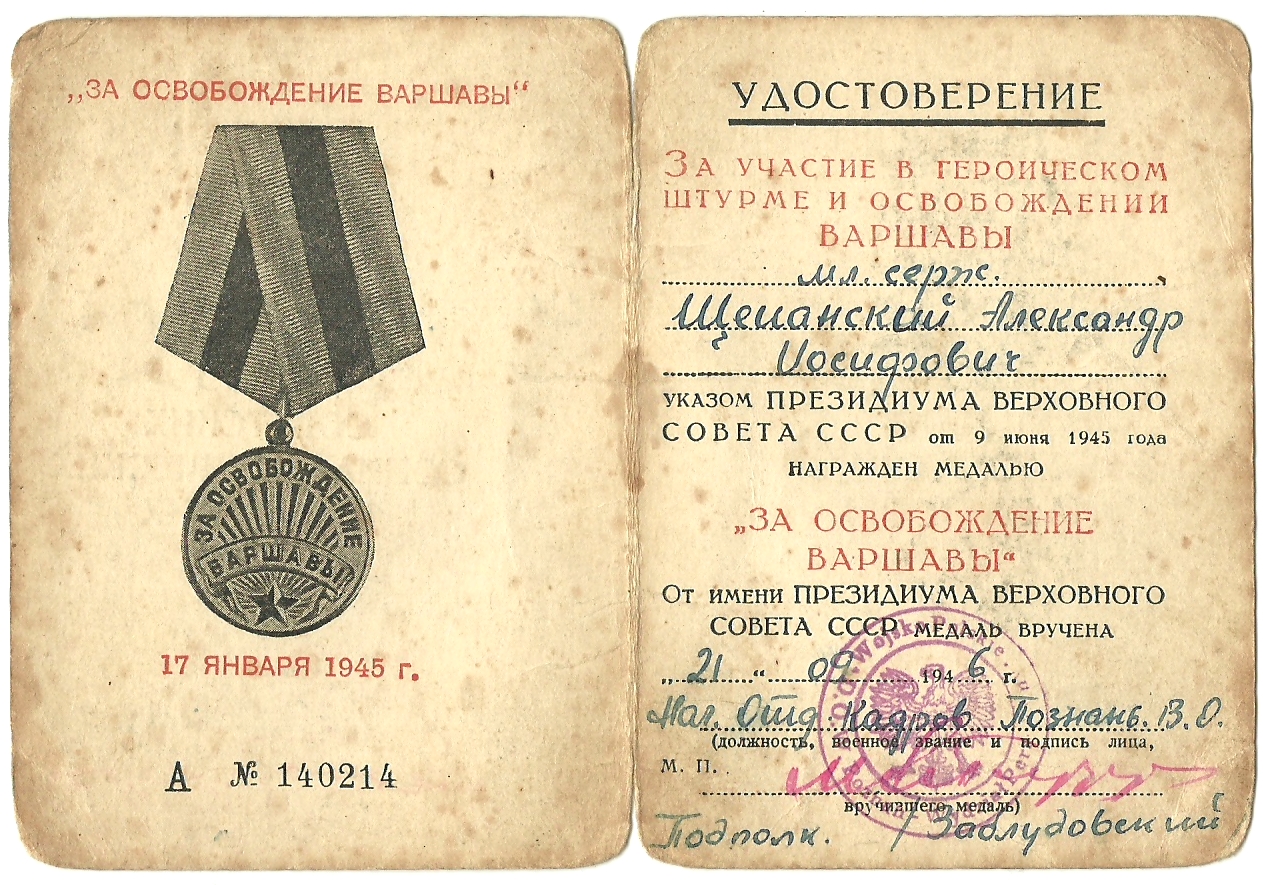 „ЗА ОСВОБОЖДЕНИЕ ВАРШАВЫ“
ЗА ОСВОБОЖДЕНИЕ
ВАРШАВЫ
17 ЯНВАРЯ 1945 г.
А № 140214
УДОСТОВЕРЕНИЕ
ЗА УЧАСТИЕ В ГЕРОИЧЕСКОМ
ШТУРМЕ И ОСВОБОЖДЕНИИ
ВАРШАВЫ
мл. серж.
Щепанский Александр
Иосифович
УКАЗОМ ПРЕЗИДИУМА ВЕРХОВНОГО
СОВЕТА СССР от 9 июня 1945 года
НАГРАЖДЕН МЕДАЛЬЮ
„ЗА ОСВОБОЖДЕНИЕ
ВАРШАВЫ“
От имени ПРЕЗИДИУМА ВЕРХОВНОГО
СОВЕТА СССР МЕДАЛЬ ВРУЧЕНА
„21“ 09 1946 г.
Нач. Отд. Кадров Познань. В. О.
(должность, военное звание и подпись лица,
М. П.
вручившего медаль)
Подполк. /Заблудовский
Wojska Polskie